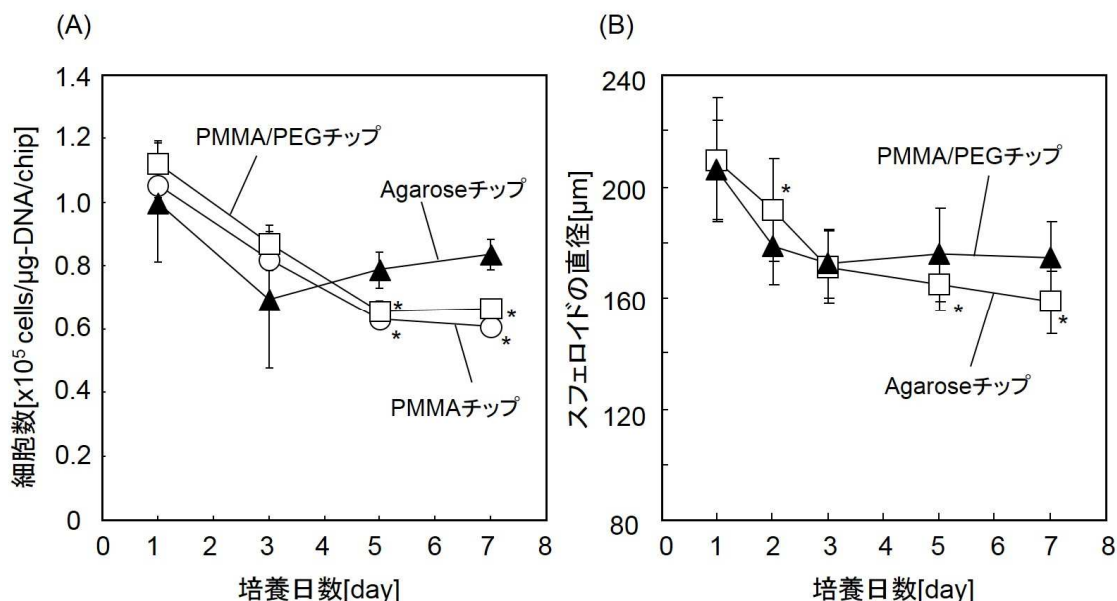 (A)
細胞数[x10⁵ cells/µg-DNA/chip]
1.4
1.2
1.0
0.8
0.6
0.4
0.2
0
PMMA/PEGチップ
Agaroseチップ
*
*
*
*
PMMAチップ
0 1 2 3 4 5 6 7 8
培養日数[day]
(B)
スフェロイドの直径[µm]
240
200
160
120
80
PMMA/PEGチップ
*
*
*
Agaroseチップ
0 1 2 3 4 5 6 7 8
培養日数[day]